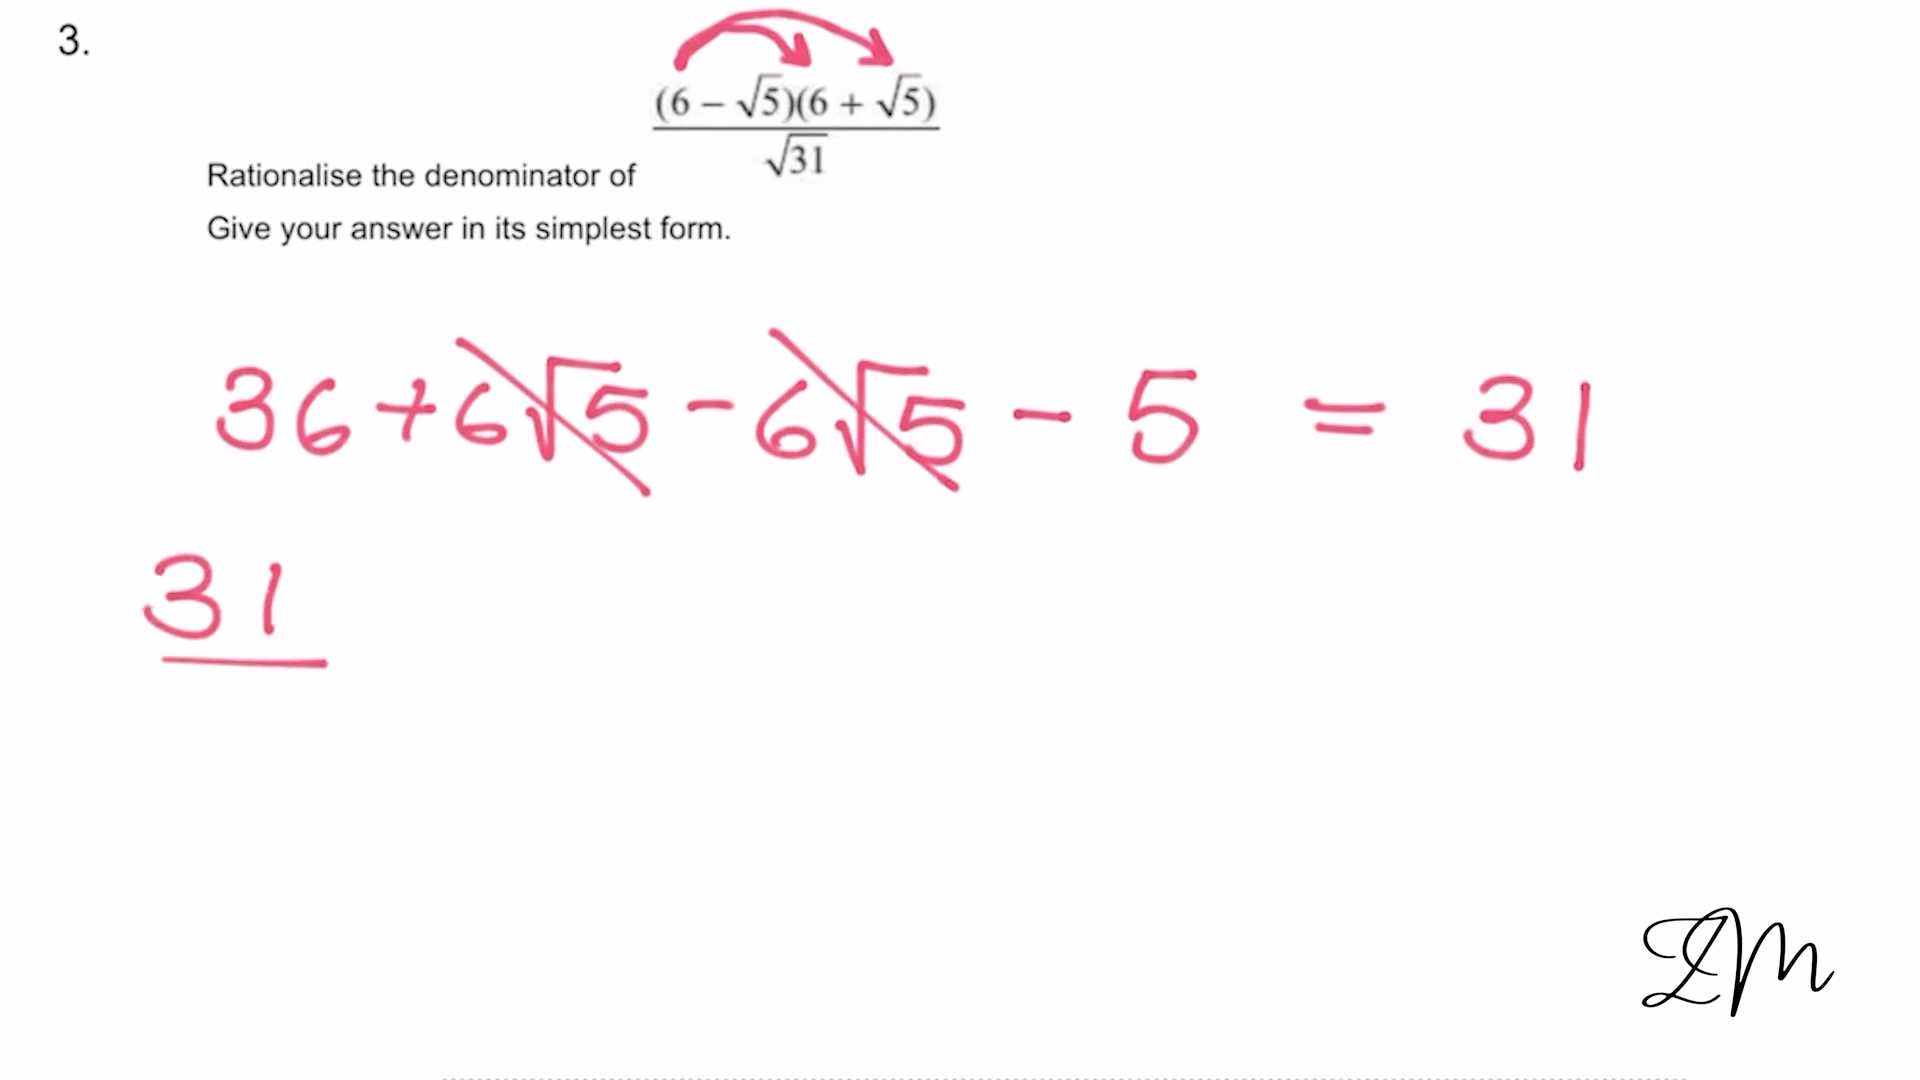 3.
(6 − √5)(6 + √5)
√31
Rationalise the denominator of
Give your answer in its simplest form.
36 + 6√5 − 6√5 − 5 = 31
31
LM